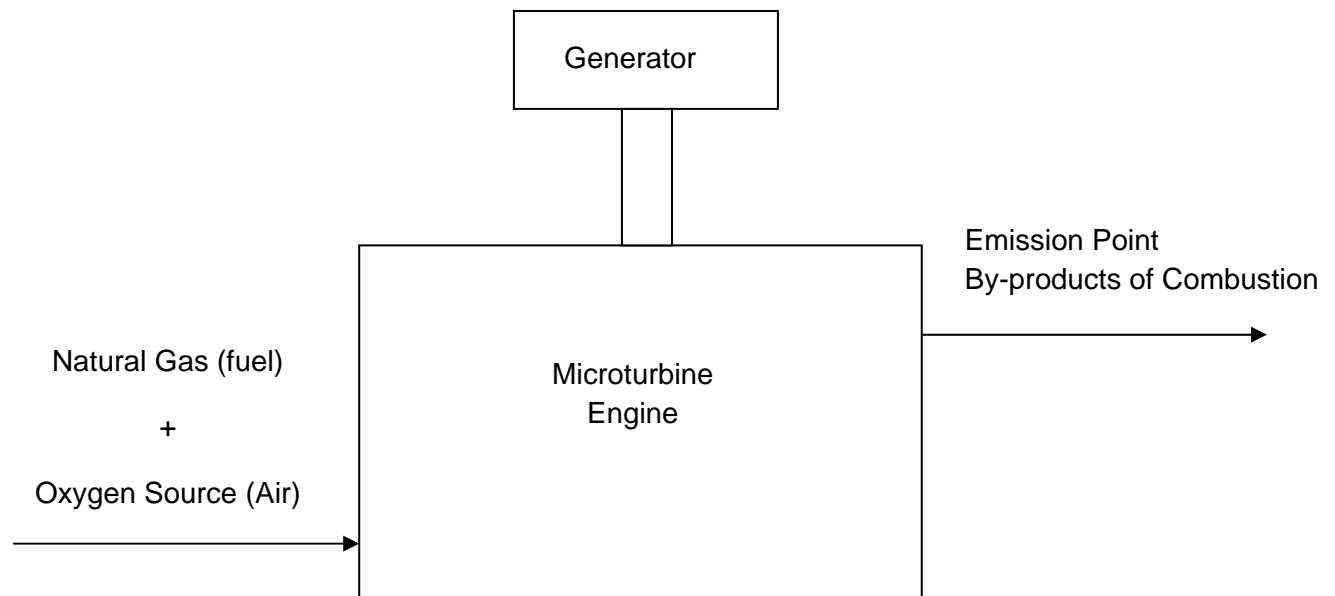 Generator
Emission Point
By-products of Combustion
Natural Gas (fuel)
+
Oxygen Source (Air)
Microturbine
Engine